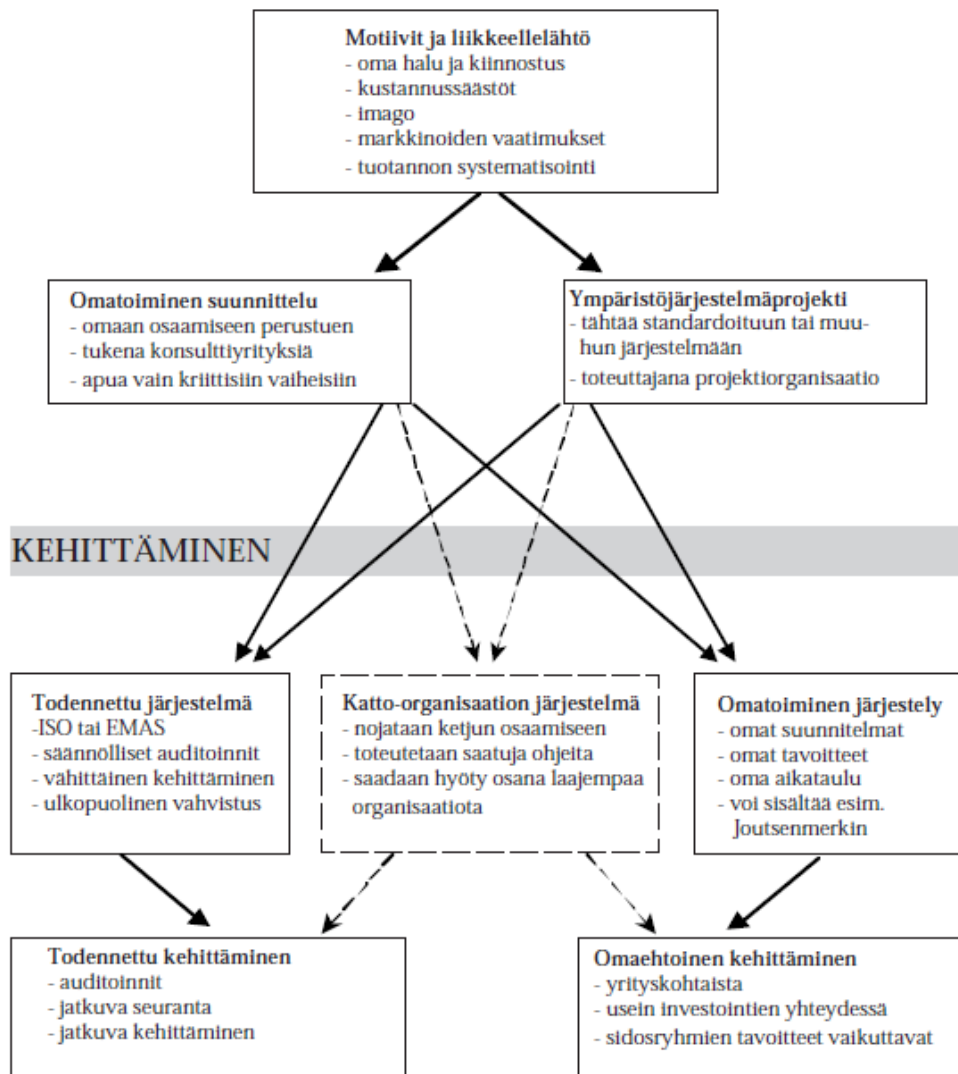 Motiivit ja liikkeellelähtö
- oma halu ja kiinnostus
- kustannussäästöt
- imago
- markkinoiden vaatimukset
- tuotannon systematisointi
Omatoiminen suunnittelu
- omaan osaamiseen perustuen
- tukena konsulttiyrityksiä
- apua vain kriittisiin vaiheisiin
Ympäristöjärjestelmäprojekti
- tähtää standardoituun tai muu-
hun järjestelmään
- toteuttajana projektiorganisaatio
KEHITTÄMINEN
Todennettu järjestelmä
-ISO tai EMAS
- säännölliset auditoinnit
- vähittäinen kehittäminen
- ulkopuolinen vahvistus
Katto-organisaation järjestelmä
- nojataan ketjun osaamiseen
- toteutetaan saatuja ohjeita
- saadaan hyöty osana laajempaa
organisaatiota
Omatoiminen järjestely
- omat suunnitelmat
- omat tavoitteet
- oma aikataulu
- voi sisältää esim.
Joutsenmerkin
Todennettu kehittäminen
- auditoinnit
- jatkuva seuranta
- jatkuva kehittäminen
Omaehtoinen kehittäminen
- yrityskohtaista
- usein investointien yhteydessä
- sidosryhmien tavoitteet vaikuttavat